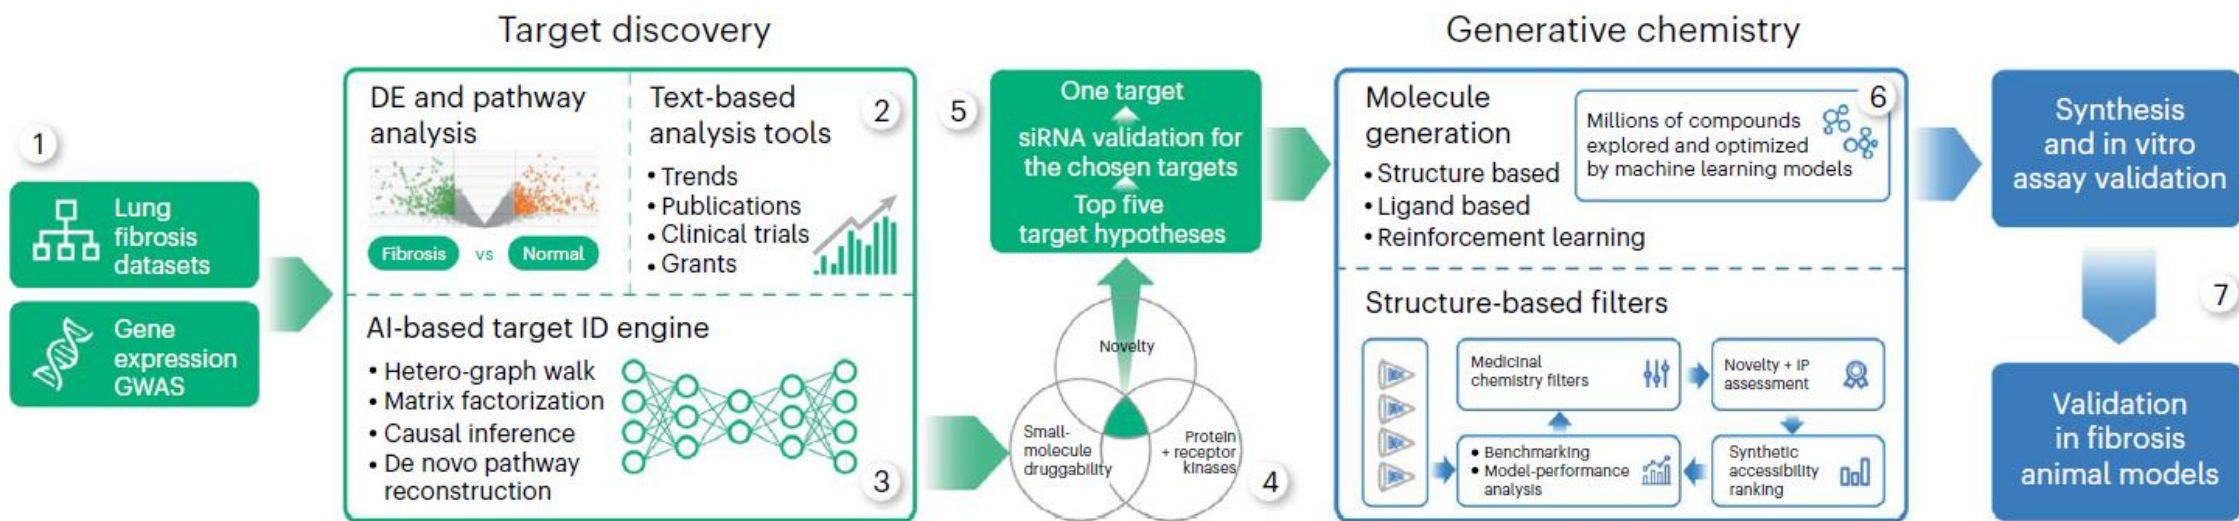 Target discovery
Generative chemistry
1
Lung
fibrosis
datasets
Gene
expression
GWAS
DE and pathway
analysis
Fibrosis
vs
Normal
Text-based
analysis tools
2
• Trends
• Publications
• Clinical trials
• Grants
AI-based target ID engine
• Hetero-graph walk
• Matrix factorization
• Causal inference
• De novo pathway
reconstruction
3
5
One target
siRNA validation for
the chosen targets
Top five
target hypotheses
Novelty
Small-
molecule
druggability
Protein
+ receptor
kinases
4
Molecule
generation
• Structure based
• Ligand based
• Reinforcement learning
6
Millions of compounds
explored and optimized
by machine learning models
Structure-based filters
Medicinal
chemistry filters
Novelty + IP
assessment
• Benchmarking
• Model-performance
analysis
Synthetic
accessibility
ranking
Synthesis
and in vitro
assay validation
7
Validation
in fibrosis
animal models